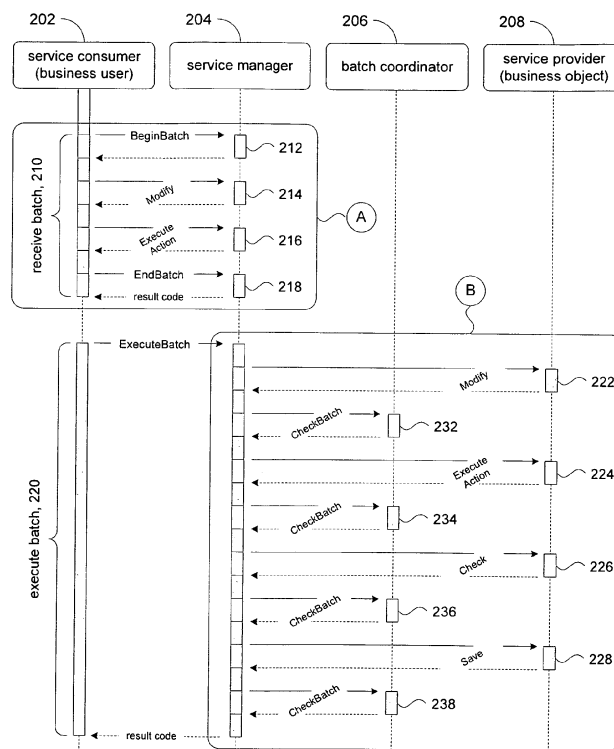 202
204
206
208
service consumer
(business user)
service manager
batch coordinator
service provider
(business object)
receive batch, 210
BeginBatch
212
Modify
214
Execute
Action
216
EndBatch
218
result code
A
B
execute batch, 220
ExecuteBatch
Modify
222
CheckBatch
232
Execute
Action
224
CheckBatch
234
Check
226
CheckBatch
236
Save
228
CheckBatch
238
result code